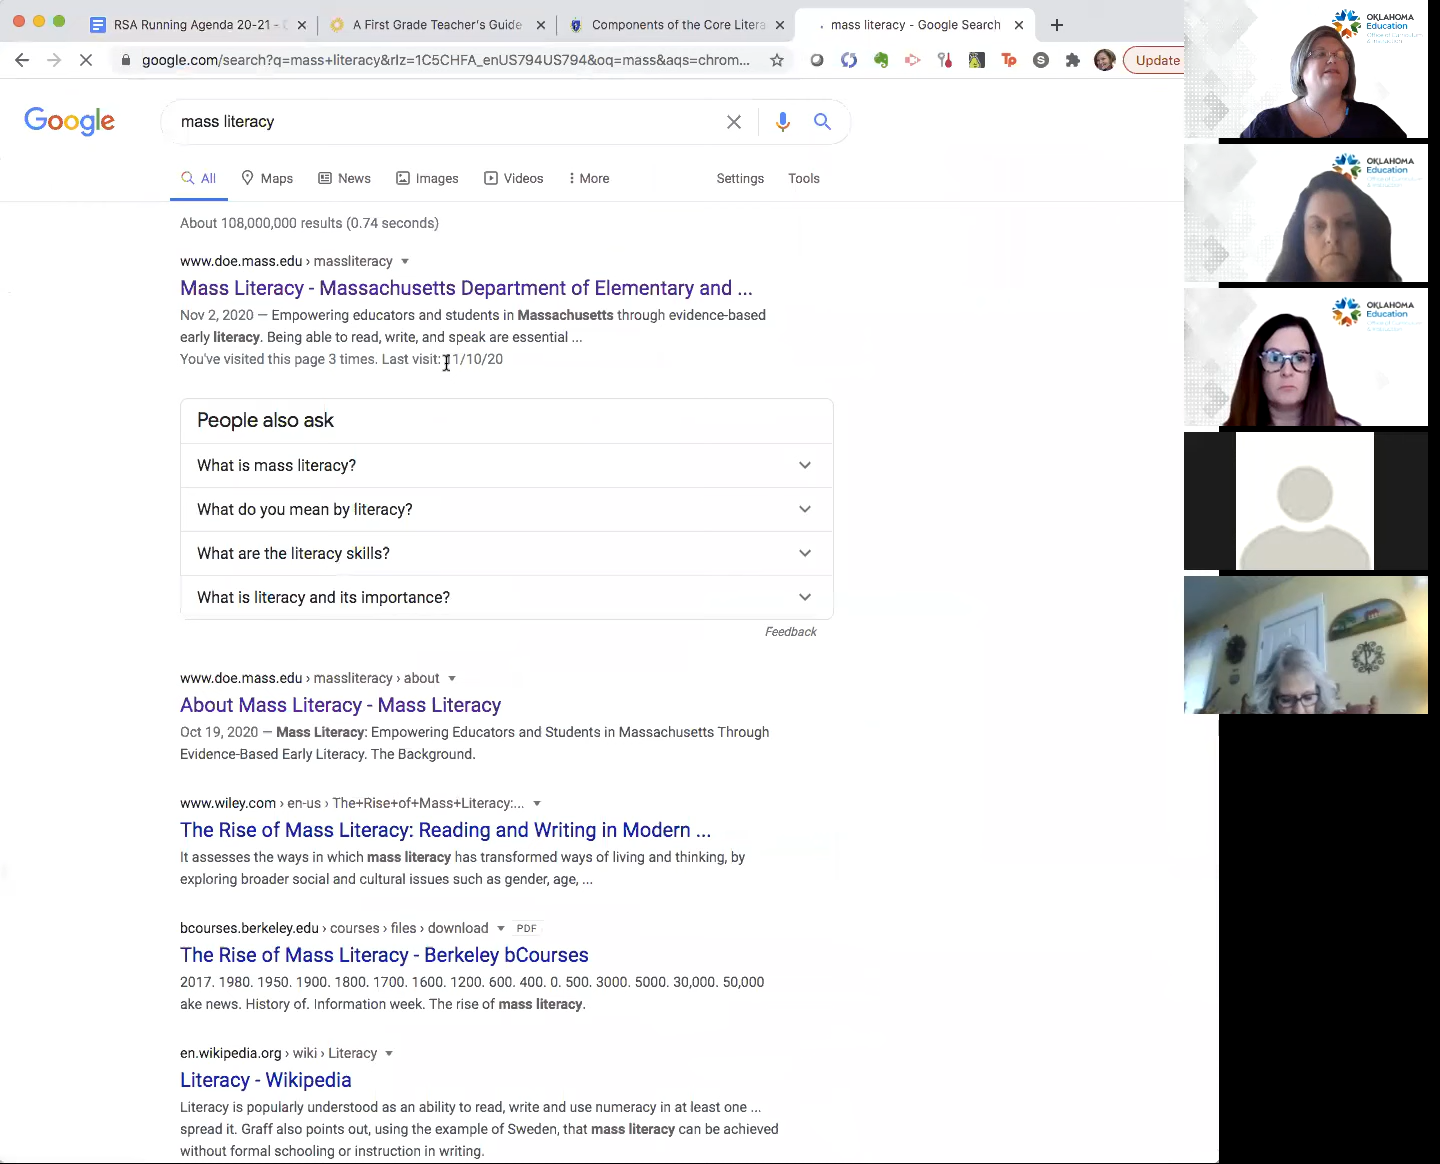 RSA Running Agenda 20-21 -
A First Grade Teacher's Guide
Components of the Core Litera
mass literacy - Google Search
google.com/search?q=mass+literacy&rlz=1C5CHFA_enUS794US794&oq=mass&aqs=chrom...
Tp
S
Update
Google
mass literacy
All
Maps
News
Images
Videos
More
Settings
Tools
About 108,000,000 results (0.74 seconds)
www.doe.mass.edu › massliteracy
Mass Literacy - Massachusetts Department of Elementary and ...
Nov 2, 2020 — Empowering educators and students in Massachusetts through evidence-based
early literacy. Being able to read, write, and speak are essential ...
You've visited this page 3 times. Last visit: 11/10/20
People also ask
What is mass literacy?
What do you mean by literacy?
What are the literacy skills?
What is literacy and its importance?
Feedback
www.doe.mass.edu › massliteracy › about
About Mass Literacy - Mass Literacy
Oct 19, 2020 — Mass Literacy: Empowering Educators and Students in Massachusetts Through
Evidence-Based Early Literacy. The Background.
www.wiley.com › en-us › The+Rise+of+Mass+Literacy:...
The Rise of Mass Literacy: Reading and Writing in Modern ...
It assesses the ways in which mass literacy has transformed ways of living and thinking, by
exploring broader social and cultural issues such as gender, age, ...
bcourses.berkeley.edu › courses › files › download PDF
The Rise of Mass Literacy - Berkeley bCourses
2017. 1980. 1950. 1900. 1800. 1700. 1600. 1200. 600. 400. 0. 500. 3000. 5000. 30,000. 50,000
ake news. History of. Information week. The rise of mass literacy.
en.wikipedia.org › wiki › Literacy
Literacy - Wikipedia
Literacy is popularly understood as an ability to read, write and use numeracy in at least one ...
spread it. Graff also points out, using the example of Sweden, that mass literacy can be achieved
without formal schooling or instruction in writing.
OKLAHOMA
Education
OKLAHOMA
Education
OKLAHOMA
Education